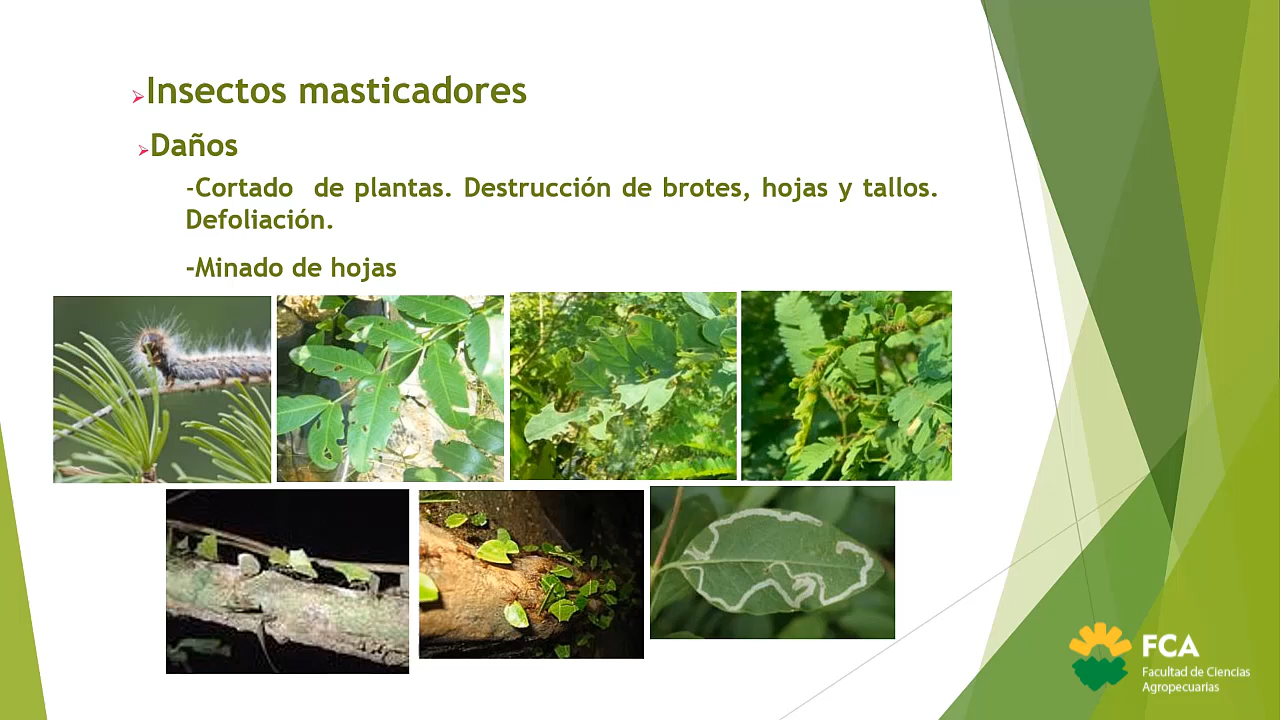 Insectos masticadores
Daños
-Cortado de plantas. Destrucción de brotes, hojas y tallos.
Defoliación.
-Minado de hojas
FCA
Facultad de Ciencias
Agropecuarias